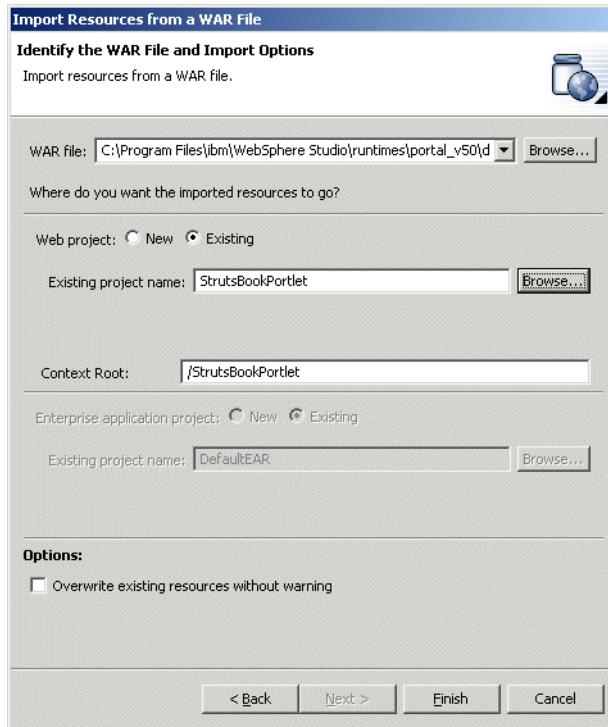 Import Resources from a WAR File
Identify the WAR File and Import Options
Import resources from a WAR file.
WAR file: C:\Program Files\ibm\WebSphere Studio\runtimes\portal_v50\d Browse...
Where do you want the imported resources to go?
Web project: New Existing
Existing project name: StrutsBookPortlet Browse...
Context Root: /StrutsBookPortlet
Enterprise application project: New Existing
Existing project name: DefaultEAR Browse...
Options:
Overwrite existing resources without warning
< Back Next > Finish Cancel